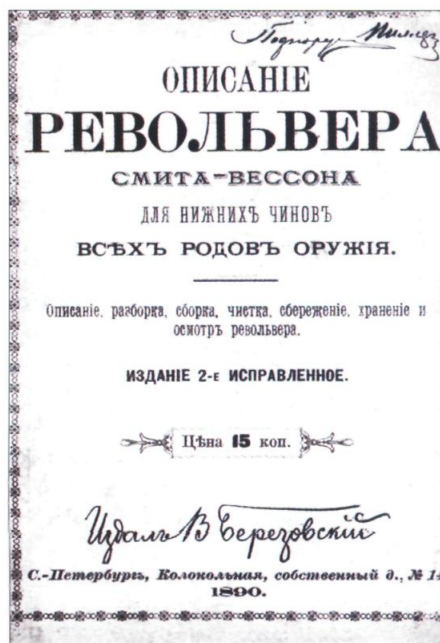 ОПИСАНІЕ
РЕВОЛЬВЕРА
СМИТА-ВЕССОНА
ДЛЯ НИЖНИХЪ ЧИНОВЪ
ВСѢХЪ РОДОВЪ ОРУЖІЯ.
Описаніе, разборка, сборка, чистка, сбереженіе, храненіе и
осмотръ револьвера.
ИЗДАНІЕ 2-е ИСПРАВЛЕННОЕ.
Цѣна 15 коп.
Издалъ В Березовскій
С.-Петербургъ, Колокольная, собственный д., № 14
1890.